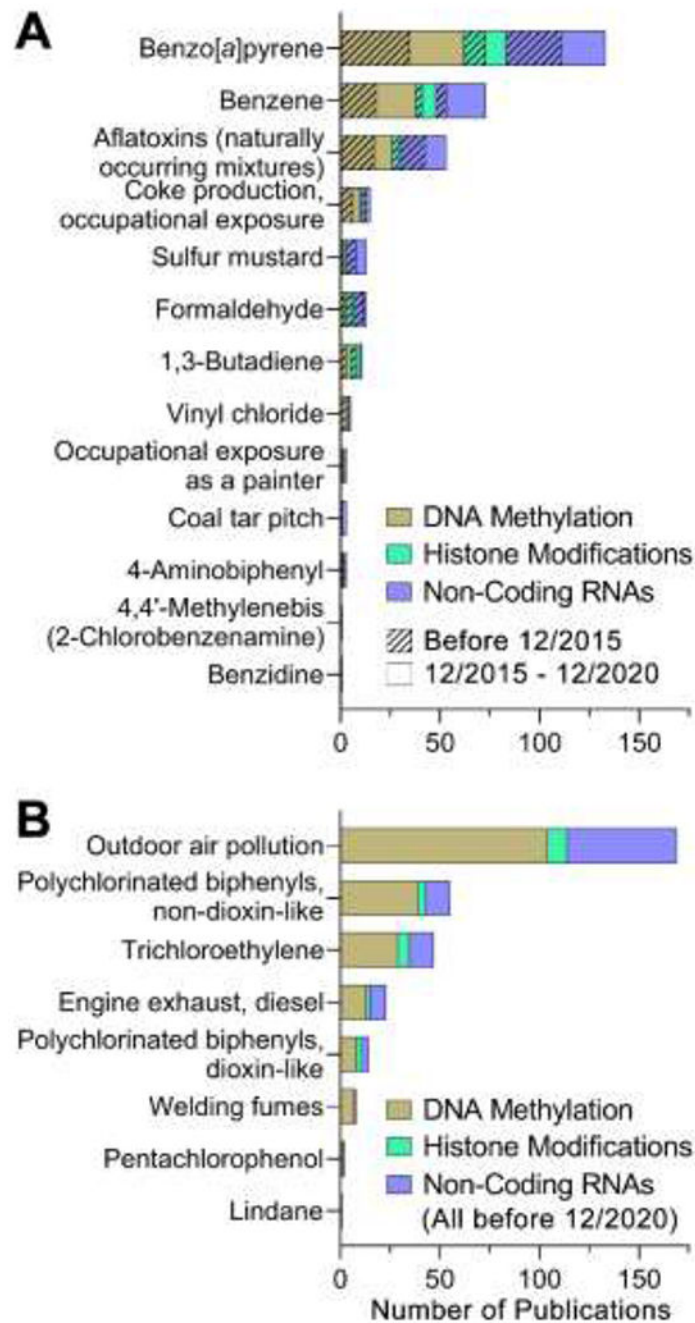 A
Benzo[a]pyrene
Benzene
Aflatoxins (naturally
occurring mixtures)
Coke production,
occupational exposure
Sulfur mustard
Formaldehyde
1,3-Butadiene
Vinyl chloride
Occupational exposure
as a painter
Coal tar pitch
4-Aminobiphenyl
4,4'-Methylenebis
(2-Chlorobenzenamine)
Benzidine
DNA Methylation
Histone Modifications
Non-Coding RNAs
Before 12/2015
12/2015 - 12/2020
0 50 100 150
B
Outdoor air pollution
Polychlorinated biphenyls,
non-dioxin-like
Trichloroethylene
Engine exhaust, diesel
Polychlorinated biphenyls,
dioxin-like
Welding fumes
Pentachlorophenol
Lindane
DNA Methylation
Histone Modifications
Non-Coding RNAs
(All before 12/2020)
0 50 100 150
Number of Publications